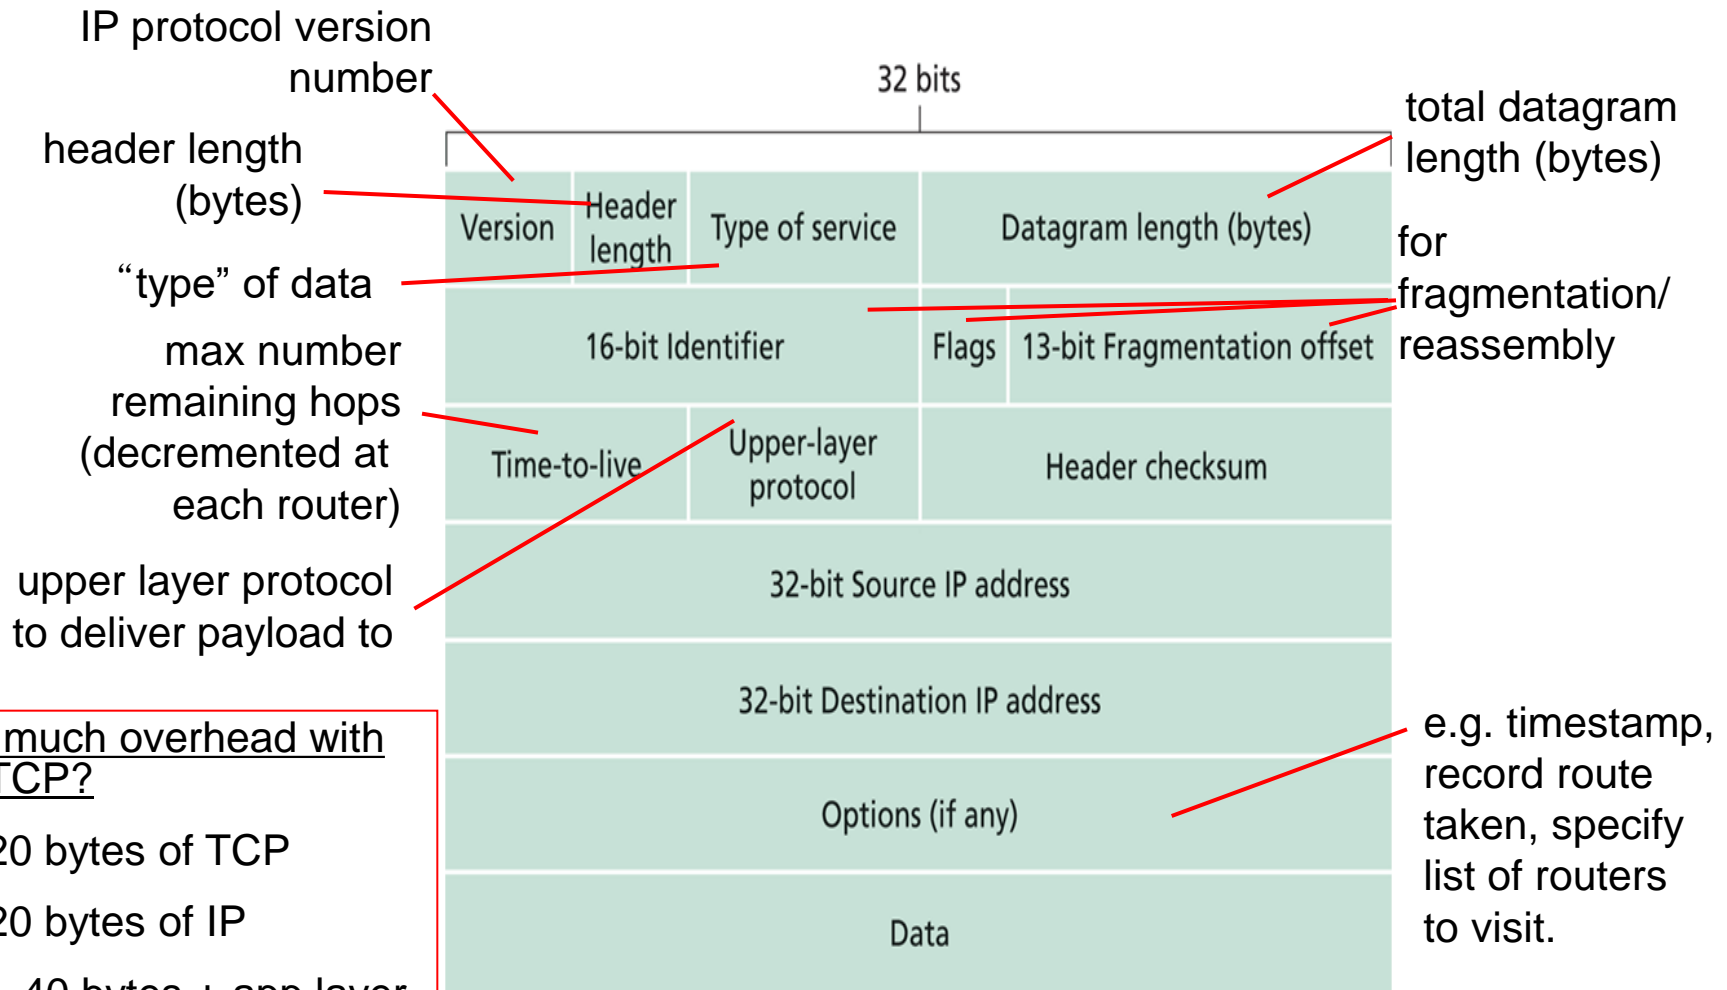 IP protocol version
number
header length
(bytes)
“type” of data
max number
remaining hops
(decremented at
each router)
upper layer protocol
to deliver payload to
much overhead with
TCP?
20 bytes of TCP
20 bytes of IP
40 bytes + app layer
32 bits
Version
Header
length
Type of service
Datagram length (bytes)
16-bit Identifier
Flags
13-bit Fragmentation offset
Time-to-live
Upper-layer
protocol
Header checksum
32-bit Source IP address
32-bit Destination IP address
Options (if any)
Data
total datagram
length (bytes)
for
fragmentation/
reassembly
e.g. timestamp,
record route
taken, specify
list of routers
to visit.